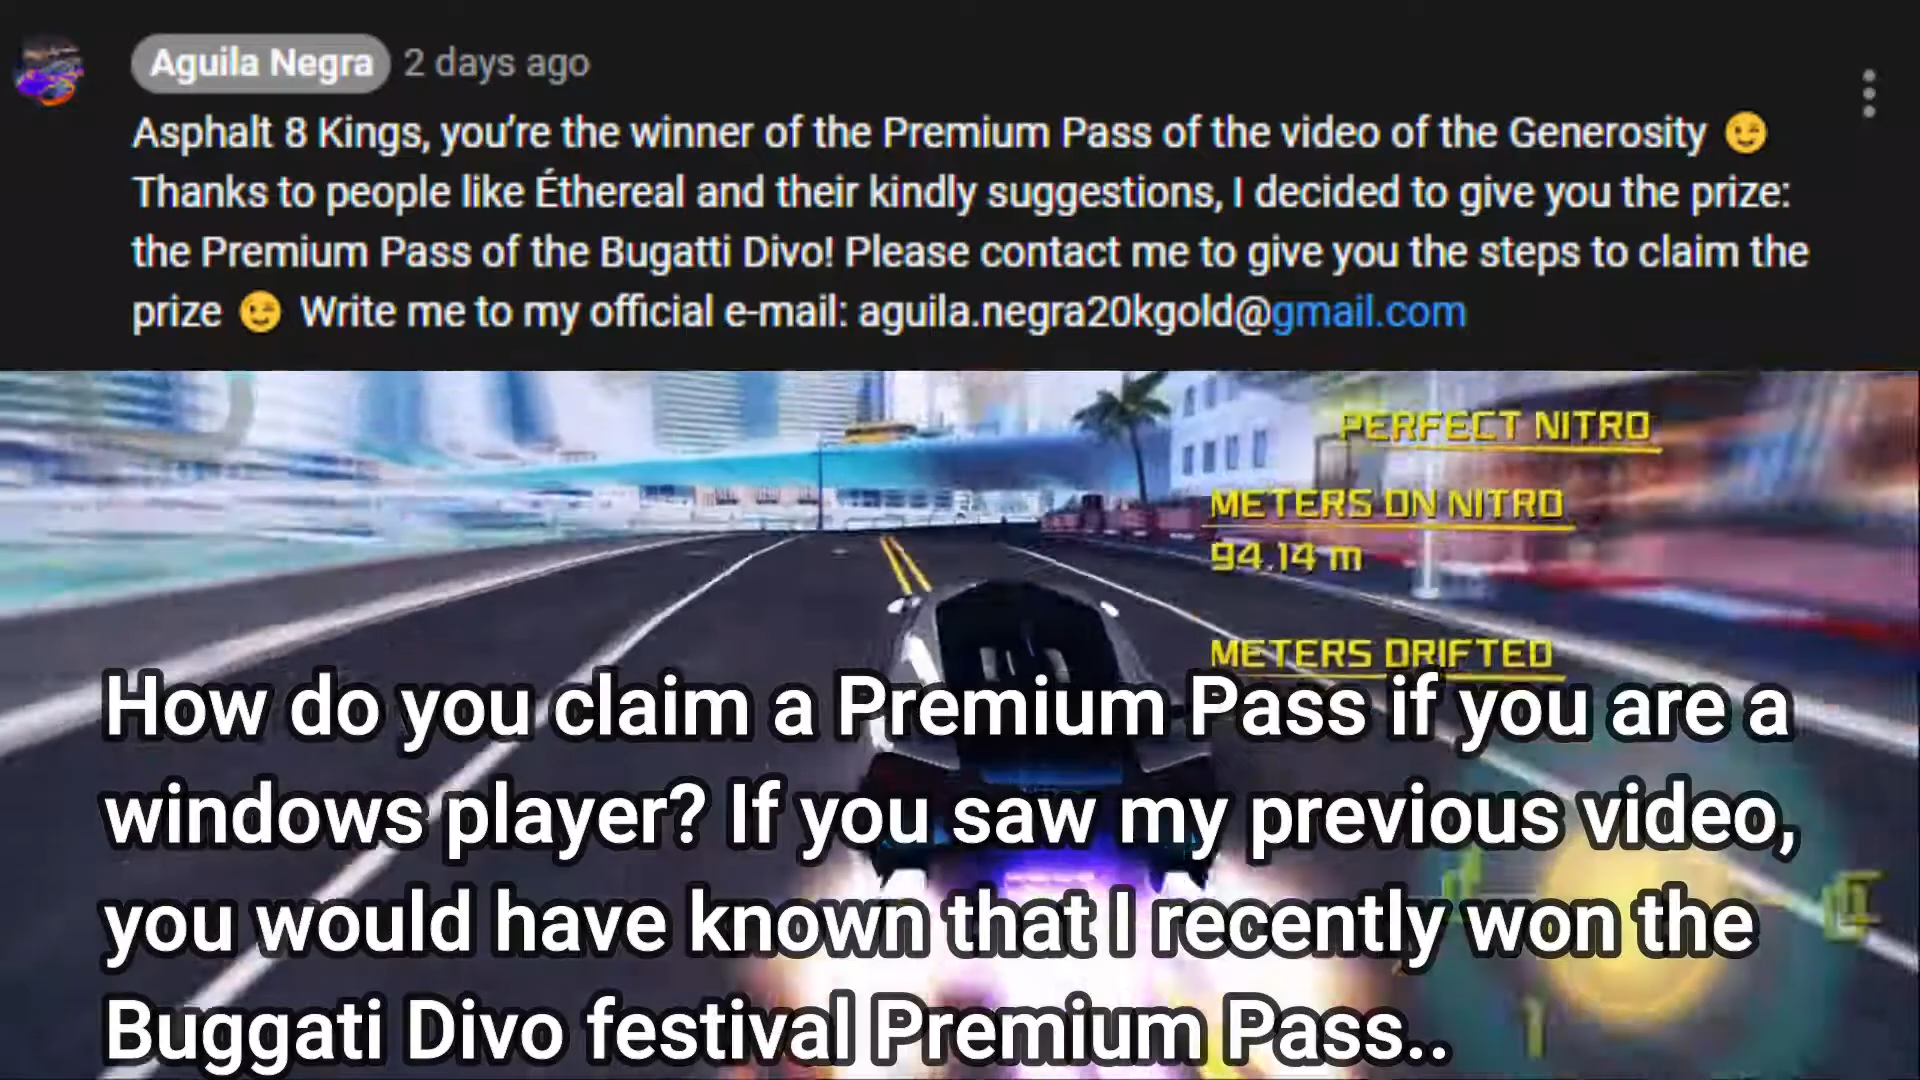 Aguila Negra 2 days ago
Asphalt 8 Kings, you're the winner of the Premium Pass of the video of the Generosity 😉
Thanks to people like Éthereal and their kindly suggestions, I decided to give you the prize:
the Premium Pass of the Bugatti Divo! Please contact me to give you the steps to claim the
prize 😉 Write me to my official e-mail: aguila.negra20kgold@gmail.com
PERFECT NITRO
METERS ON NITRO
94.14 m
METERS DRIFTED
How do you claim a Premium Pass if you are a
windows player? If you saw my previous video,
you would have known that I recently won the
Buggati Divo festival Premium Pass..